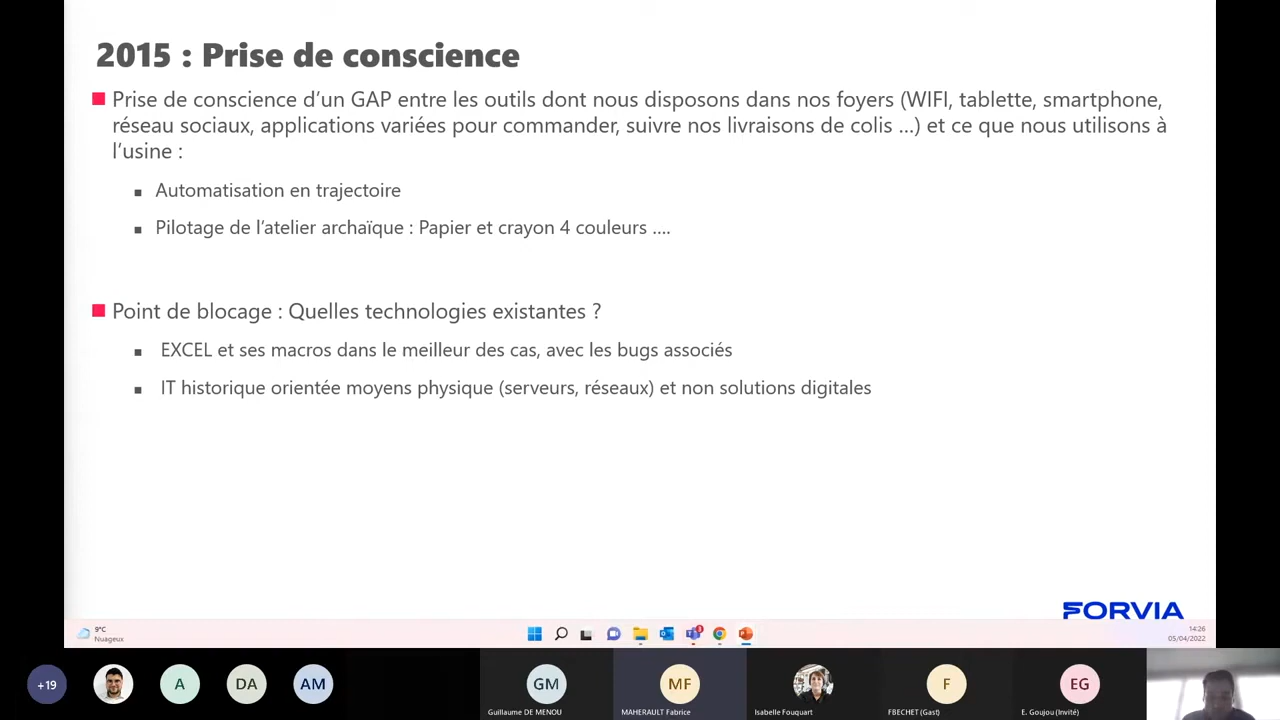 2015 : Prise de conscience
Prise de conscience d'un GAP entre les outils dont nous disposons dans nos foyers (WIFI, tablette, smartphone,
réseau sociaux, applications variées pour commander, suivre nos livraisons de colis …) et ce que nous utilisons à
l'usine :
Automatisation en trajectoire
Pilotage de l'atelier archaïque : Papier et crayon 4 couleurs ....
Point de blocage : Quelles technologies existantes ?
EXCEL et ses macros dans le meilleur des cas, avec les bugs associés
IT historique orientée moyens physique (serveurs, réseaux) et non solutions digitales
FORVIA
9°C
Nuageux
14:26
05/04/2022
+19
A
DA
AM
GM
MF
F
EG
Guillaume DE MENOU
MAHERAULT Fabrice
Isabelle Fouquart
FBECHET (Gast)
E. Goujou (Invité)